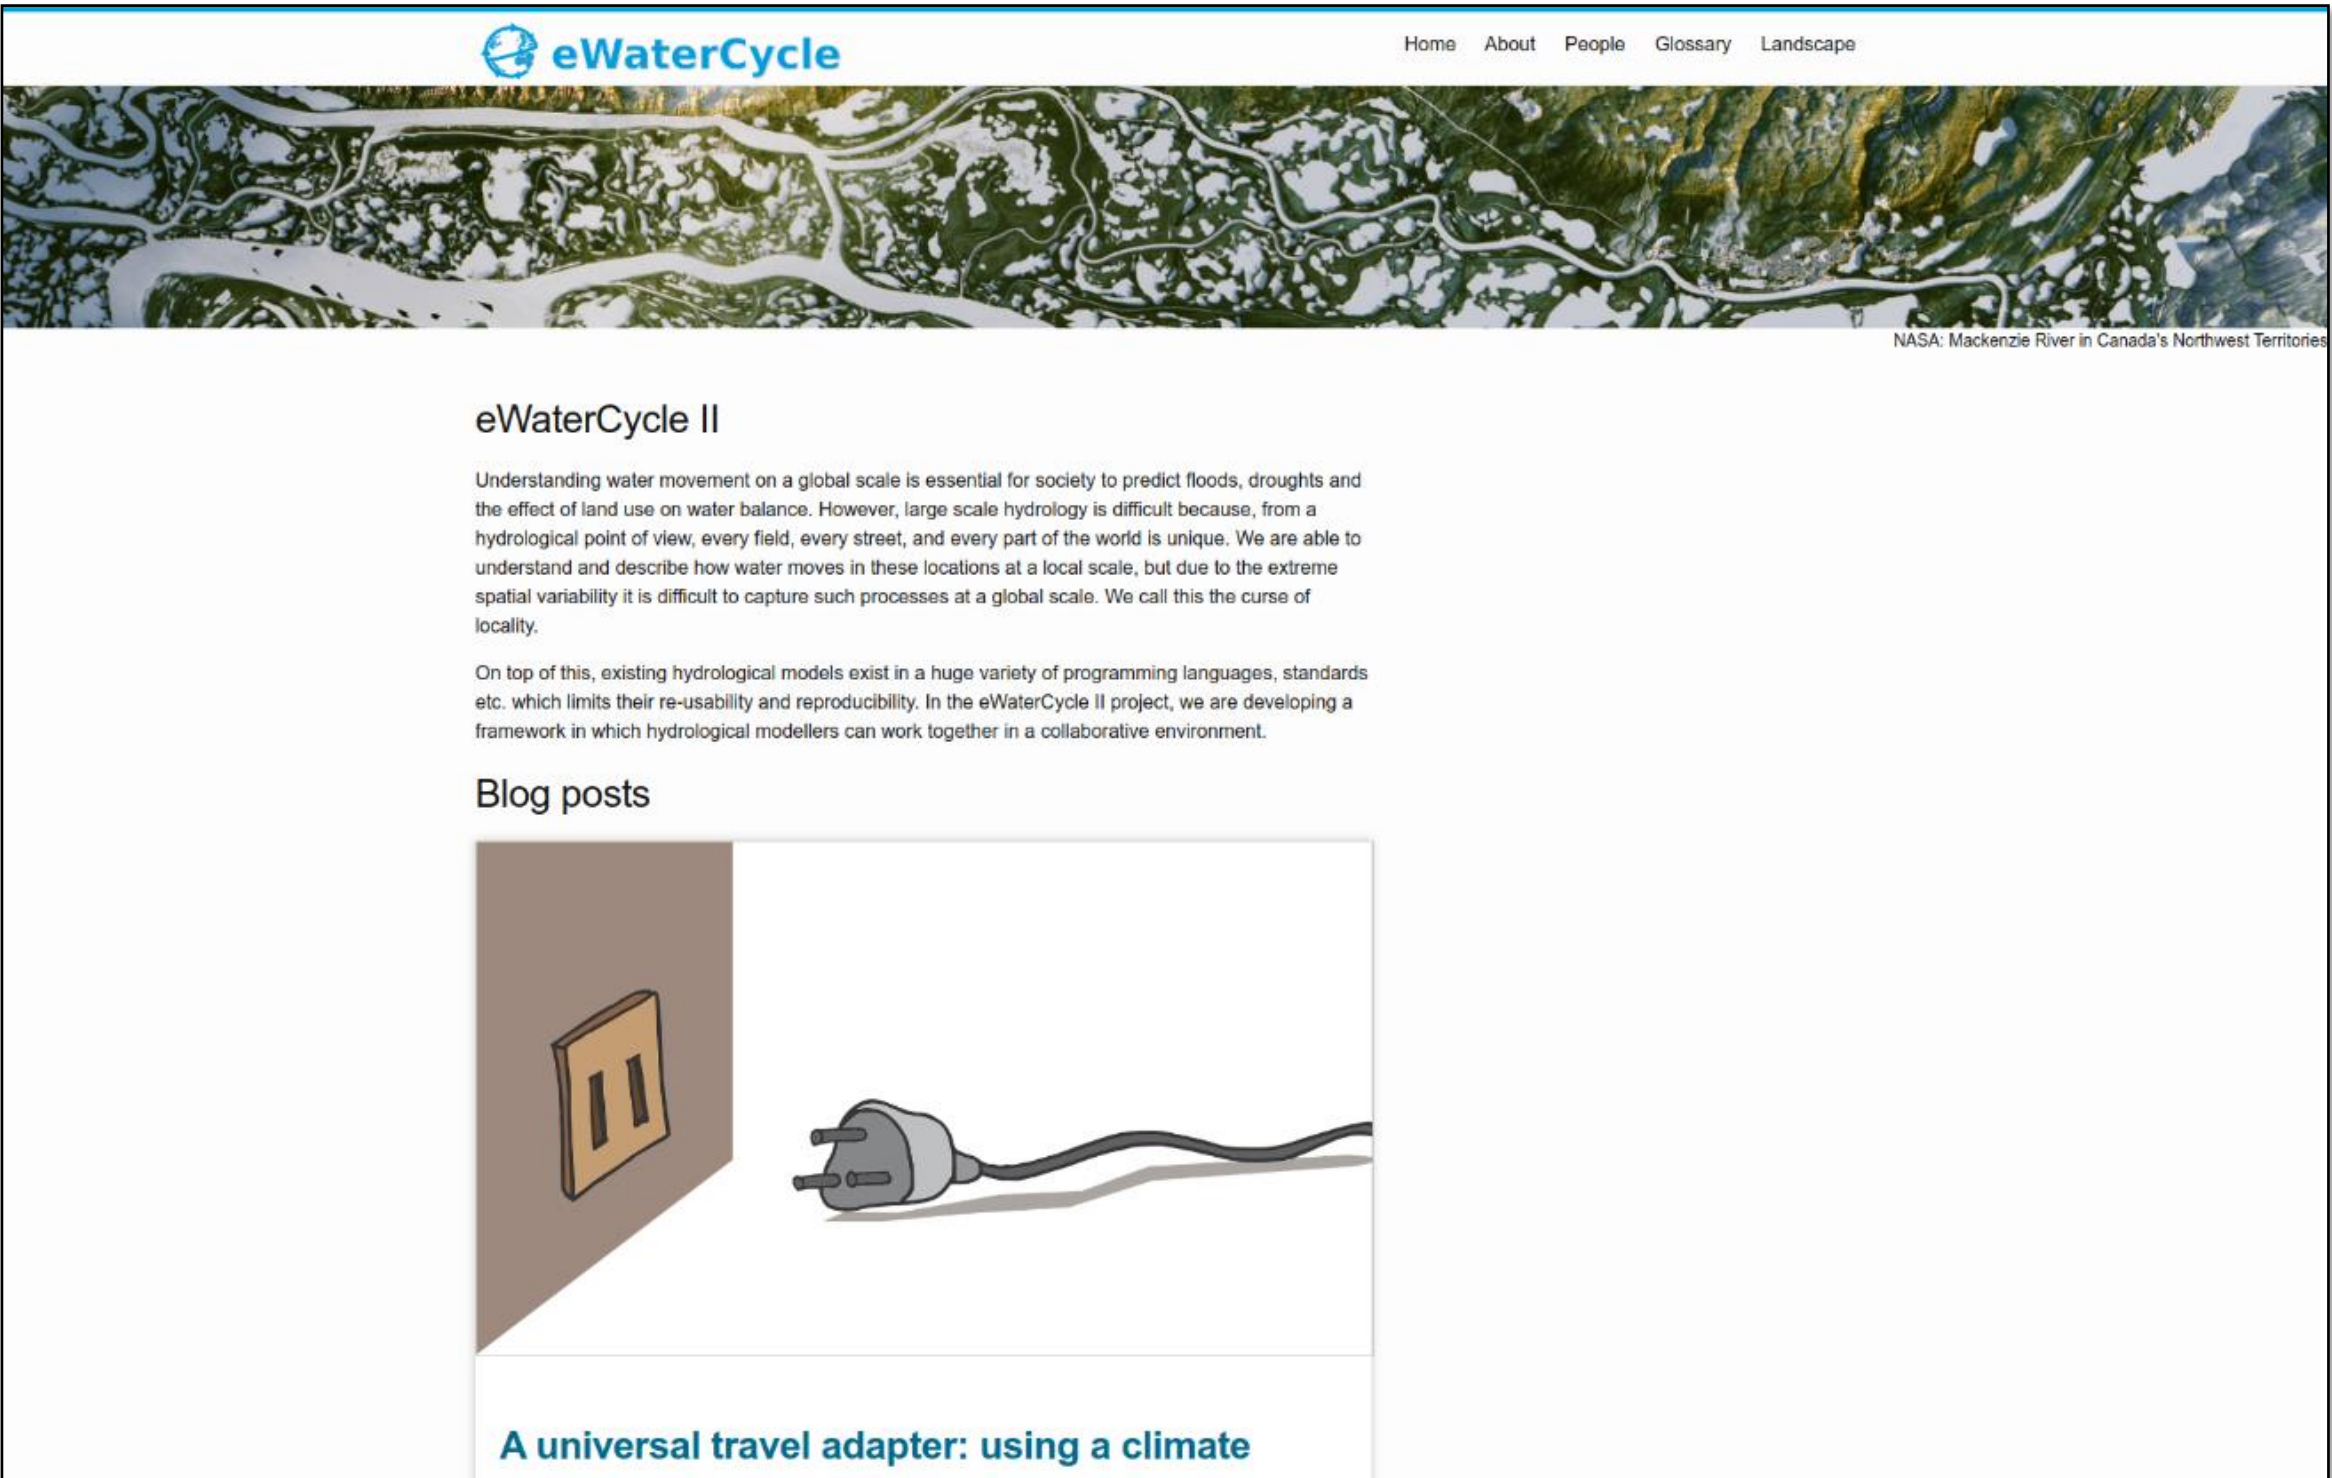 eWaterCycle
Home About People Glossary Landscape
NASA: Mackenzie River in Canada's Northwest Territories
eWaterCycle II
Understanding water movement on a global scale is essential for society to predict floods, droughts and
the effect of land use on water balance. However, large scale hydrology is difficult because, from a
hydrological point of view, every field, every street, and every part of the world is unique. We are able to
understand and describe how water moves in these locations at a local scale, but due to the extreme
spatial variability it is difficult to capture such processes at a global scale. We call this the curse of
locality.
On top of this, existing hydrological models exist in a huge variety of programming languages, standards
etc. which limits their re-usability and reproducibility. In the eWaterCycle II project, we are developing a
framework in which hydrological modellers can work together in a collaborative environment.
Blog posts
A universal travel adapter: using a climate